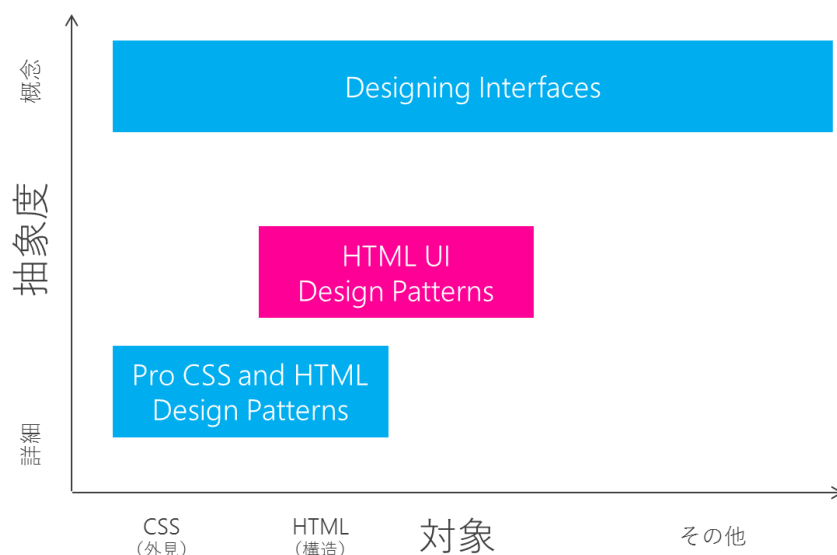 概念
Designing Interfaces
抽象度
HTML UI
Design Patterns
Pro CSS and HTML
Design Patterns
詳細
CSS
(外見)
HTML
(構造)
対象
その他